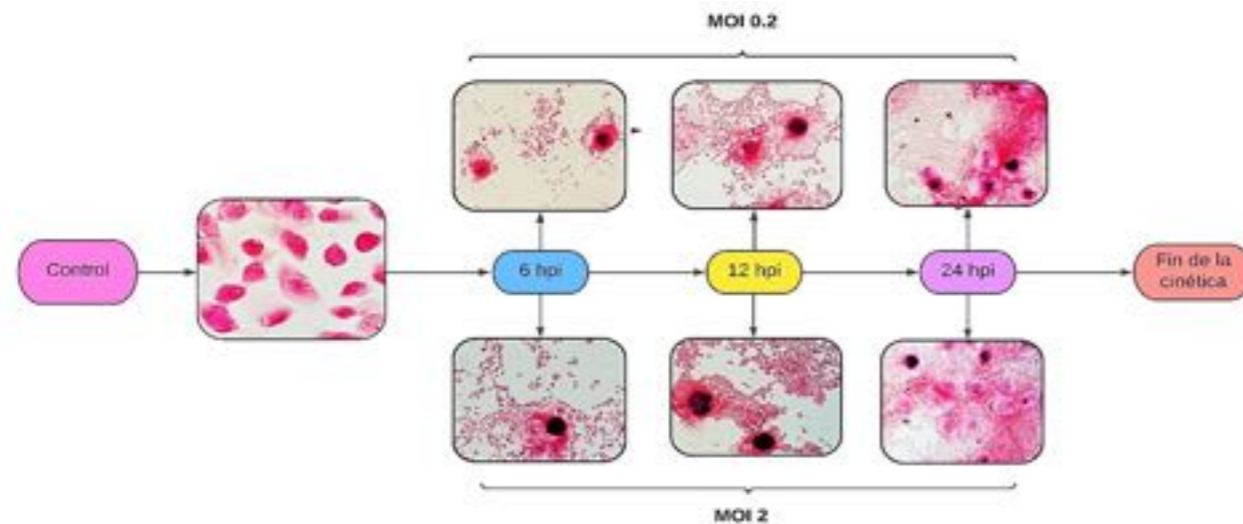 MOI 0.2
Control
6 hpi
12 hpi
24 hpi
Fin de la
cinética
MOI 2